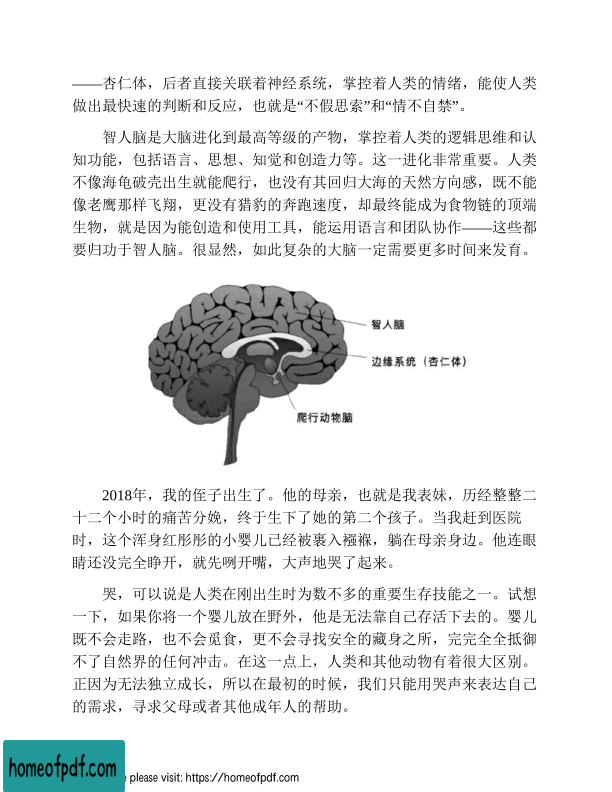 ——杏仁体，后者直接关联着神经系统，掌控着人类的情绪，能使人类
做出最快速的判断和反应，也就是“不假思索”和“情不自禁”。
智人脑是大脑进化到最高等级的产物，掌控着人类的逻辑思维和认
知功能，包括语言、思想、知觉和创造力等。这一进化非常重要。人类
不像海龟破壳出生就能爬行，也没有其回归大海的天然方向感，既不能
像老鹰那样飞翔，更没有猎豹的奔跑速度，却最终能成为食物链的顶端
生物，就是因为能创造和使用工具，能运用语言和团队协作——这些都
要归功于智人脑。很显然，如此复杂的大脑一定需要更多时间来发育。
智人脑
边缘系统（杏仁体）
爬行动物脑
2018年，我的侄子出生了。他的母亲，也就是我表妹，历经整整二
十二个小时的痛苦分娩，终于生下了她的第二个孩子。当我赶到医院
时，这个浑身红彤彤的小婴儿已经被裹入襁褓，躺在母亲身边。他连眼
睛还没完全睁开，就先咧开嘴，大声地哭了起来。
哭，可以说是人类在刚出生时为数不多的重要生存技能之一。试想
一下，如果你将一个婴儿放在野外，他是无法靠自己存活下去的。婴儿
既不会走路，也不会觅食，更不会寻找安全的藏身之所，完完全全抵御
不了自然界的任何冲击。在这一点上，人类和其他动物有着很大区别。
正因为无法独立成长，所以在最初的时候，我们只能用哭声来表达自己
的需求，寻求父母或者其他成年人的帮助。
homeofpdf.com
please visit: https://homeofpdf.com